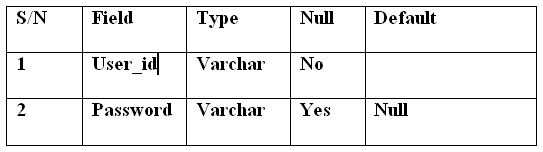 S/N Field Type Null Default
1 User_id Varchar No
2 Password Varchar Yes Null